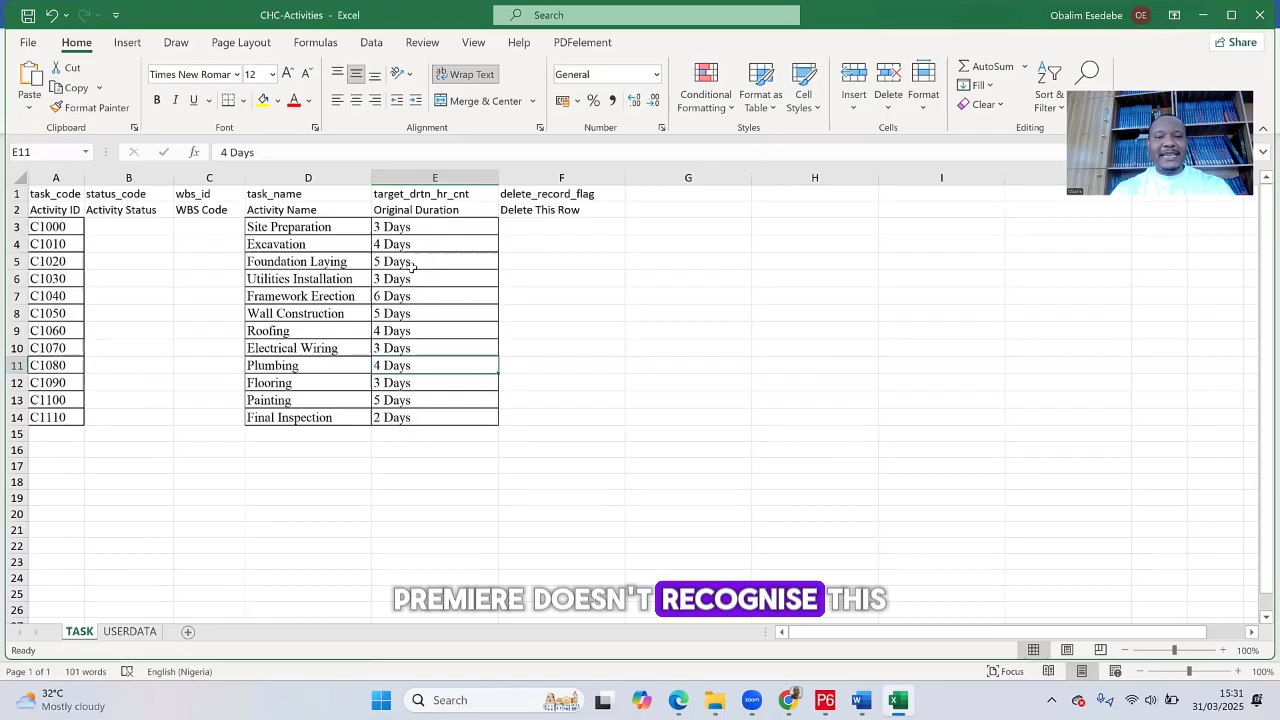 CHC-Activities - Excel
Search
Obalim Esedebe
OE
File Home Insert Draw Page Layout Formulas Data Review View Help PDFelement
Share
Paste
Cut
Copy
Format Painter
Clipboard
Times New Romar 12
B I U
Font
Wrap Text
Merge & Center
Alignment
General
Number
Conditional Formatting
Format as Table
Cell Styles
Styles
Insert Delete Format
Cells
AutoSum
Fill
Clear
Sort & Filter
Editing
E11 fx 4 Days
A B C D E F G H I
1 task_code status_code wbs_id task_name target_drtn_hr_cnt delete_record_flag
2 Activity ID Activity Status WBS Code Activity Name Original Duration Delete This Row
3 C1000 Site Preparation 3 Days
4 C1010 Excavation 4 Days
5 C1020 Foundation Laying 5 Days
6 C1030 Utilities Installation 3 Days
7 C1040 Framework Erection 6 Days
8 C1050 Wall Construction 5 Days
9 C1060 Roofing 4 Days
10 C1070 Electrical Wiring 3 Days
11 C1080 Plumbing 4 Days
12 C1090 Flooring 3 Days
13 C1100 Painting 5 Days
14 C1110 Final Inspection 2 Days
15
16
17
18
19
20
21
22
23
24
25
26
PREMIERE DOESN'T RECOGNISE THIS
TASK USERDATA
Ready
100%
Page 1 of 1 101 words English (Nigeria)
Focus
100%
32°C
Mostly cloudy
Search
zoom
P6
15:31
31/03/2025